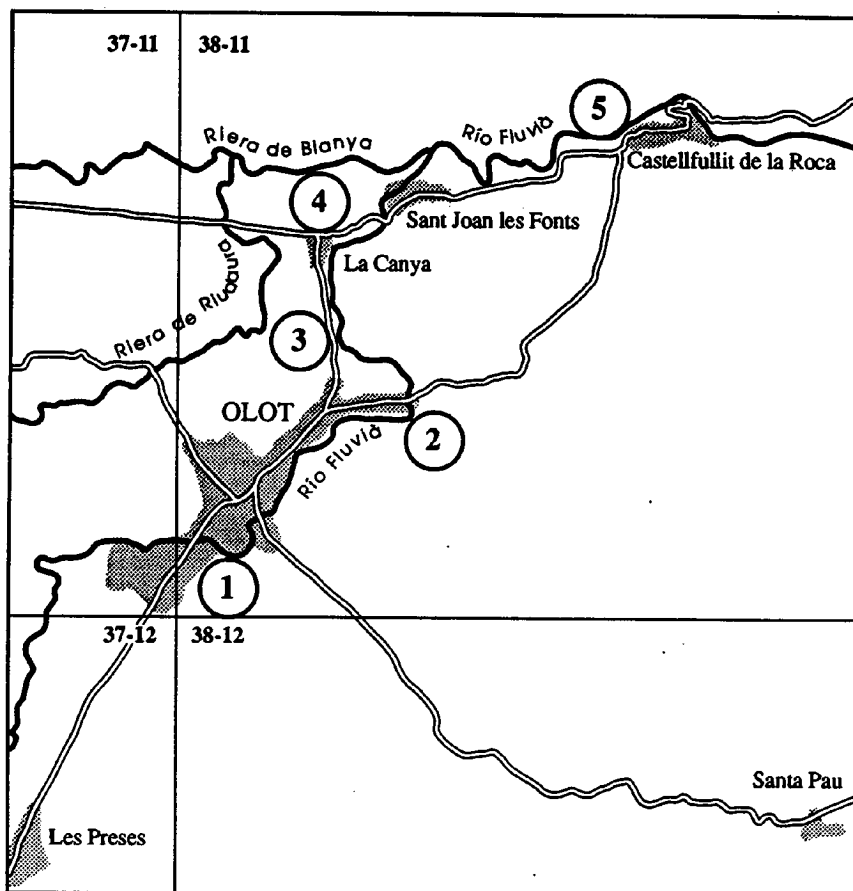 37-11 38-11
5
Riera de Bianya
Río Fluvià
Castellfullit de la Roca
4
Sant Joan les Fonts
La Canya
Riera de Riudaura
3
OLOT
2
Río Fluvià
1
37-12 38-12
Santa Pau
Les Preses